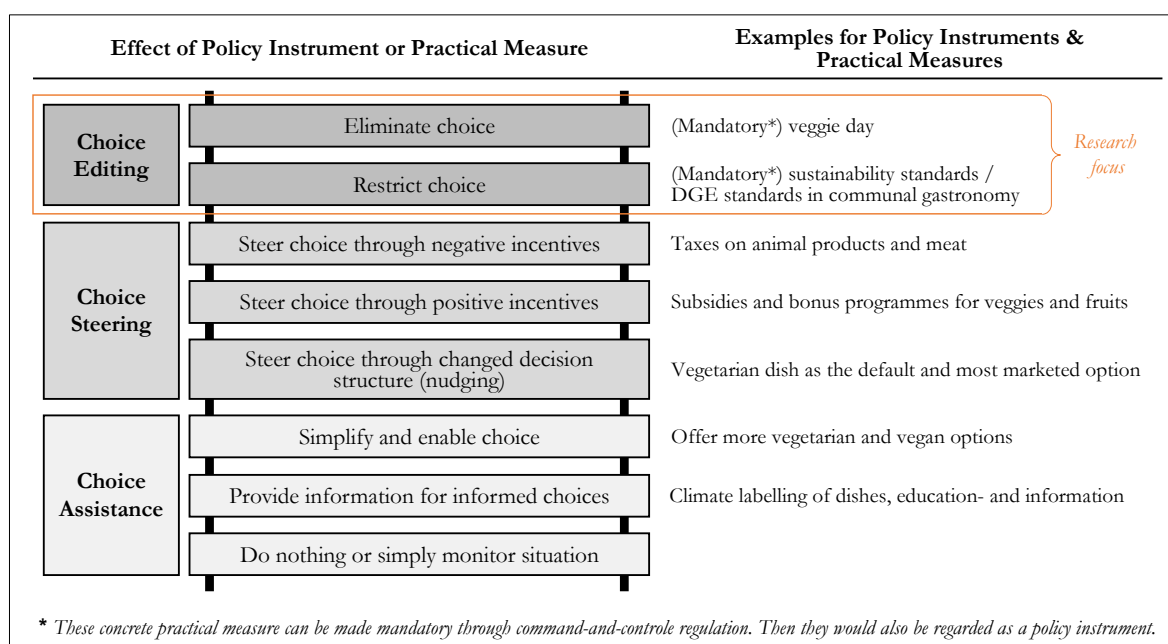 Effect of Policy Instrument or Practical Measure
Examples for Policy Instruments &
Practical Measures
Choice
Editing
Eliminate choice
(Mandatory*) veggie day
Restrict choice
(Mandatory*) sustainability standards /
DGE standards in communal gastronomy
Research
focus
Choice
Steering
Steer choice through negative incentives
Taxes on animal products and meat
Steer choice through positive incentives
Subsidies and bonus programmes for veggies and fruits
Steer choice through changed decision
structure (nudging)
Vegetarian dish as the default and most marketed option
Choice
Assistance
Simplify and enable choice
Offer more vegetarian and vegan options
Provide information for informed choices
Climate labelling of dishes, education- and information
Do nothing or simply monitor situation
* These concrete practical measure can be made mandatory through command-and-controle regulation. Then they would also be regarded as a policy instrument.